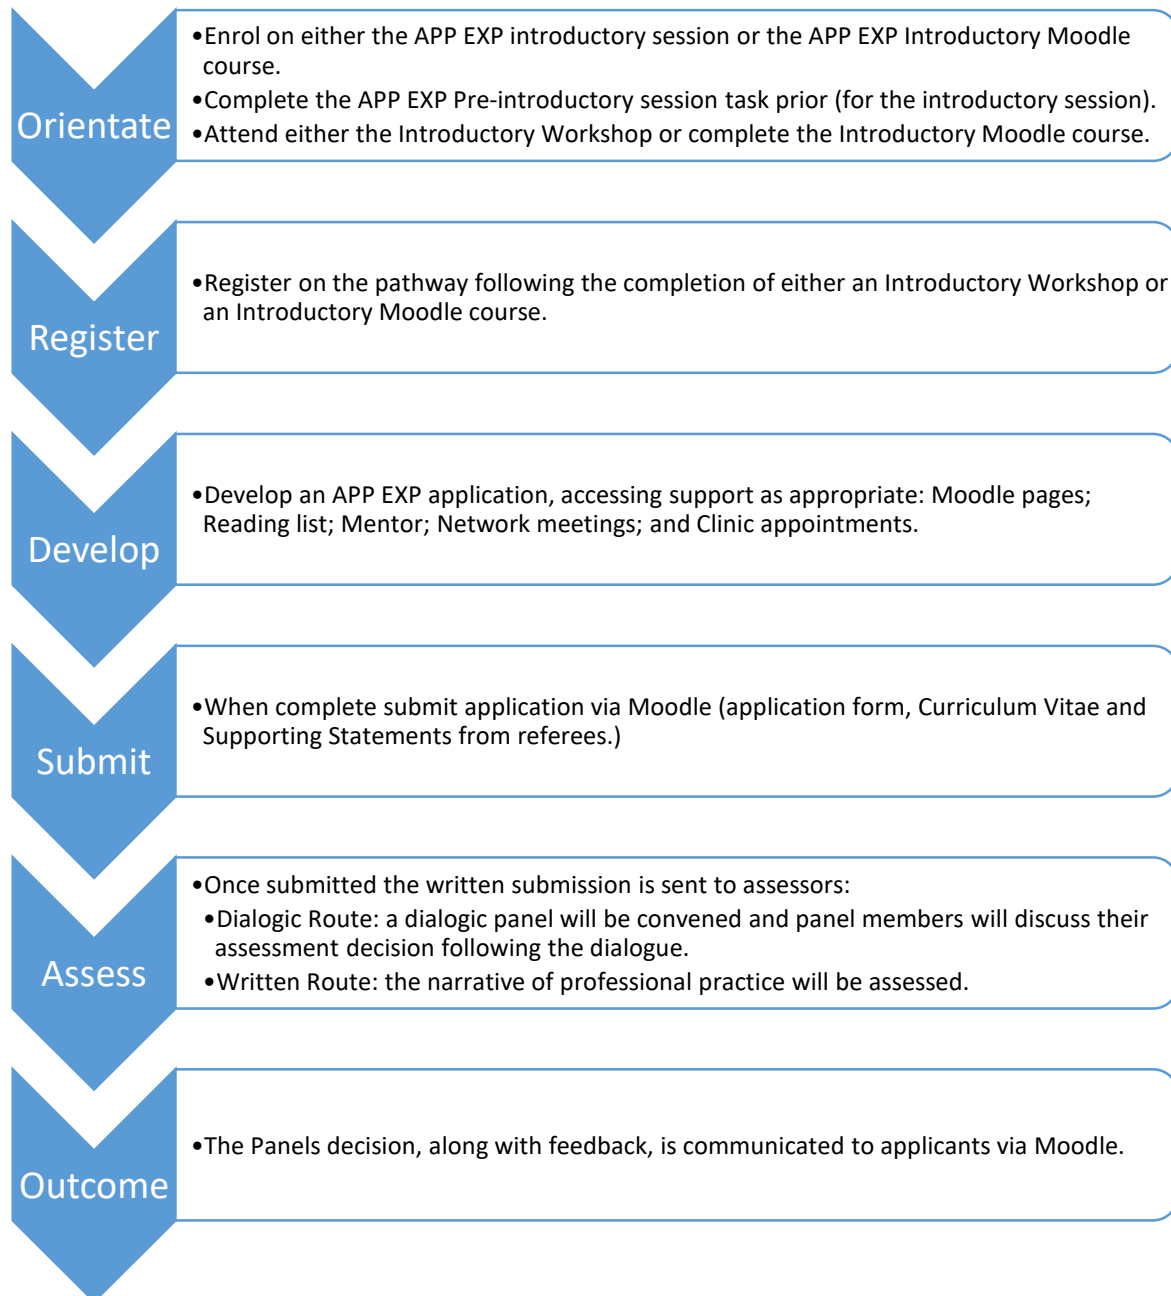 Orientate
•Enrol on either the APP EXP introductory session or the APP EXP Introductory Moodle
course.
•Complete the APP EXP Pre-introductory session task prior (for the introductory session).
•Attend either the Introductory Workshop or complete the Introductory Moodle course.
Register
•Register on the pathway following the completion of either an Introductory Workshop or
an Introductory Moodle course.
Develop
•Develop an APP EXP application, accessing support as appropriate: Moodle pages;
Reading list; Mentor; Network meetings; and Clinic appointments.
Submit
•When complete submit application via Moodle (application form, Curriculum Vitae and
Supporting Statements from referees.)
Assess
•Once submitted the written submission is sent to assessors:
•Dialogic Route: a dialogic panel will be convened and panel members will discuss their
assessment decision following the dialogue.
•Written Route: the narrative of professional practice will be assessed.
Outcome
•The Panels decision, along with feedback, is communicated to applicants via Moodle.